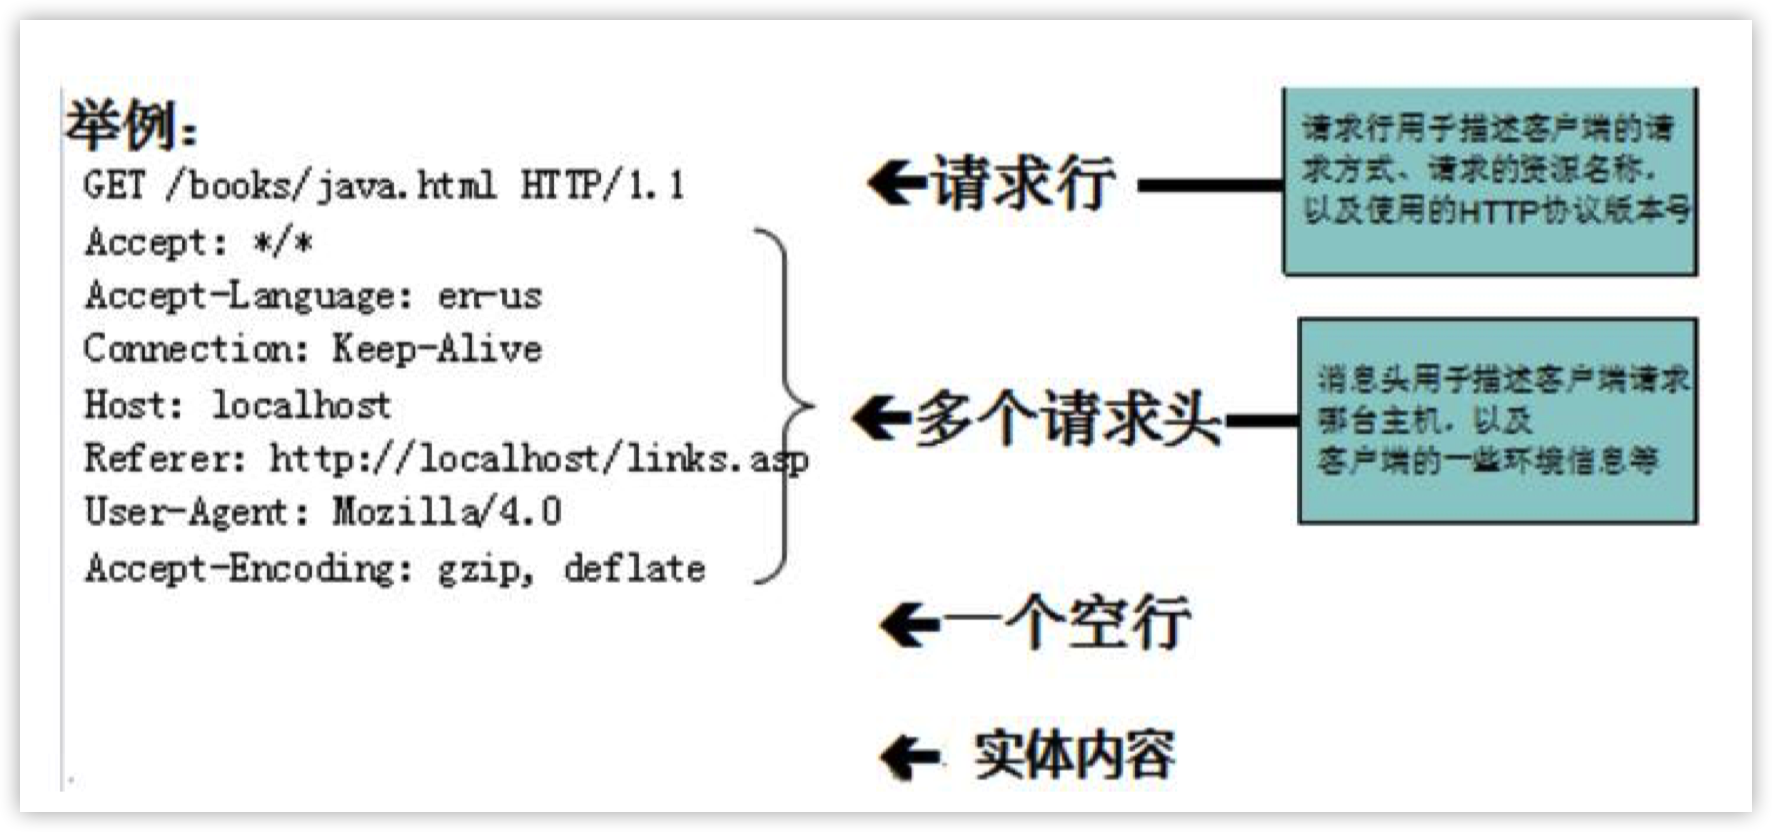 举例：
GET /books/java.html HTTP/1.1
Accept: */*
Accept-Language: en-us
Connection: Keep-Alive
Host: localhost
Referer: http://localhost/links.asp
User-Agent: Mozilla/4.0
Accept-Encoding: gzip, deflate
请求行
请求行用于描述客户端的请
求方式、请求的资源名称，
以及使用的HTTP协议版本号
多个请求头
消息头用于描述客户端请求
哪台主机，以及
客户端的一些环境信息等
一个空行
实体内容